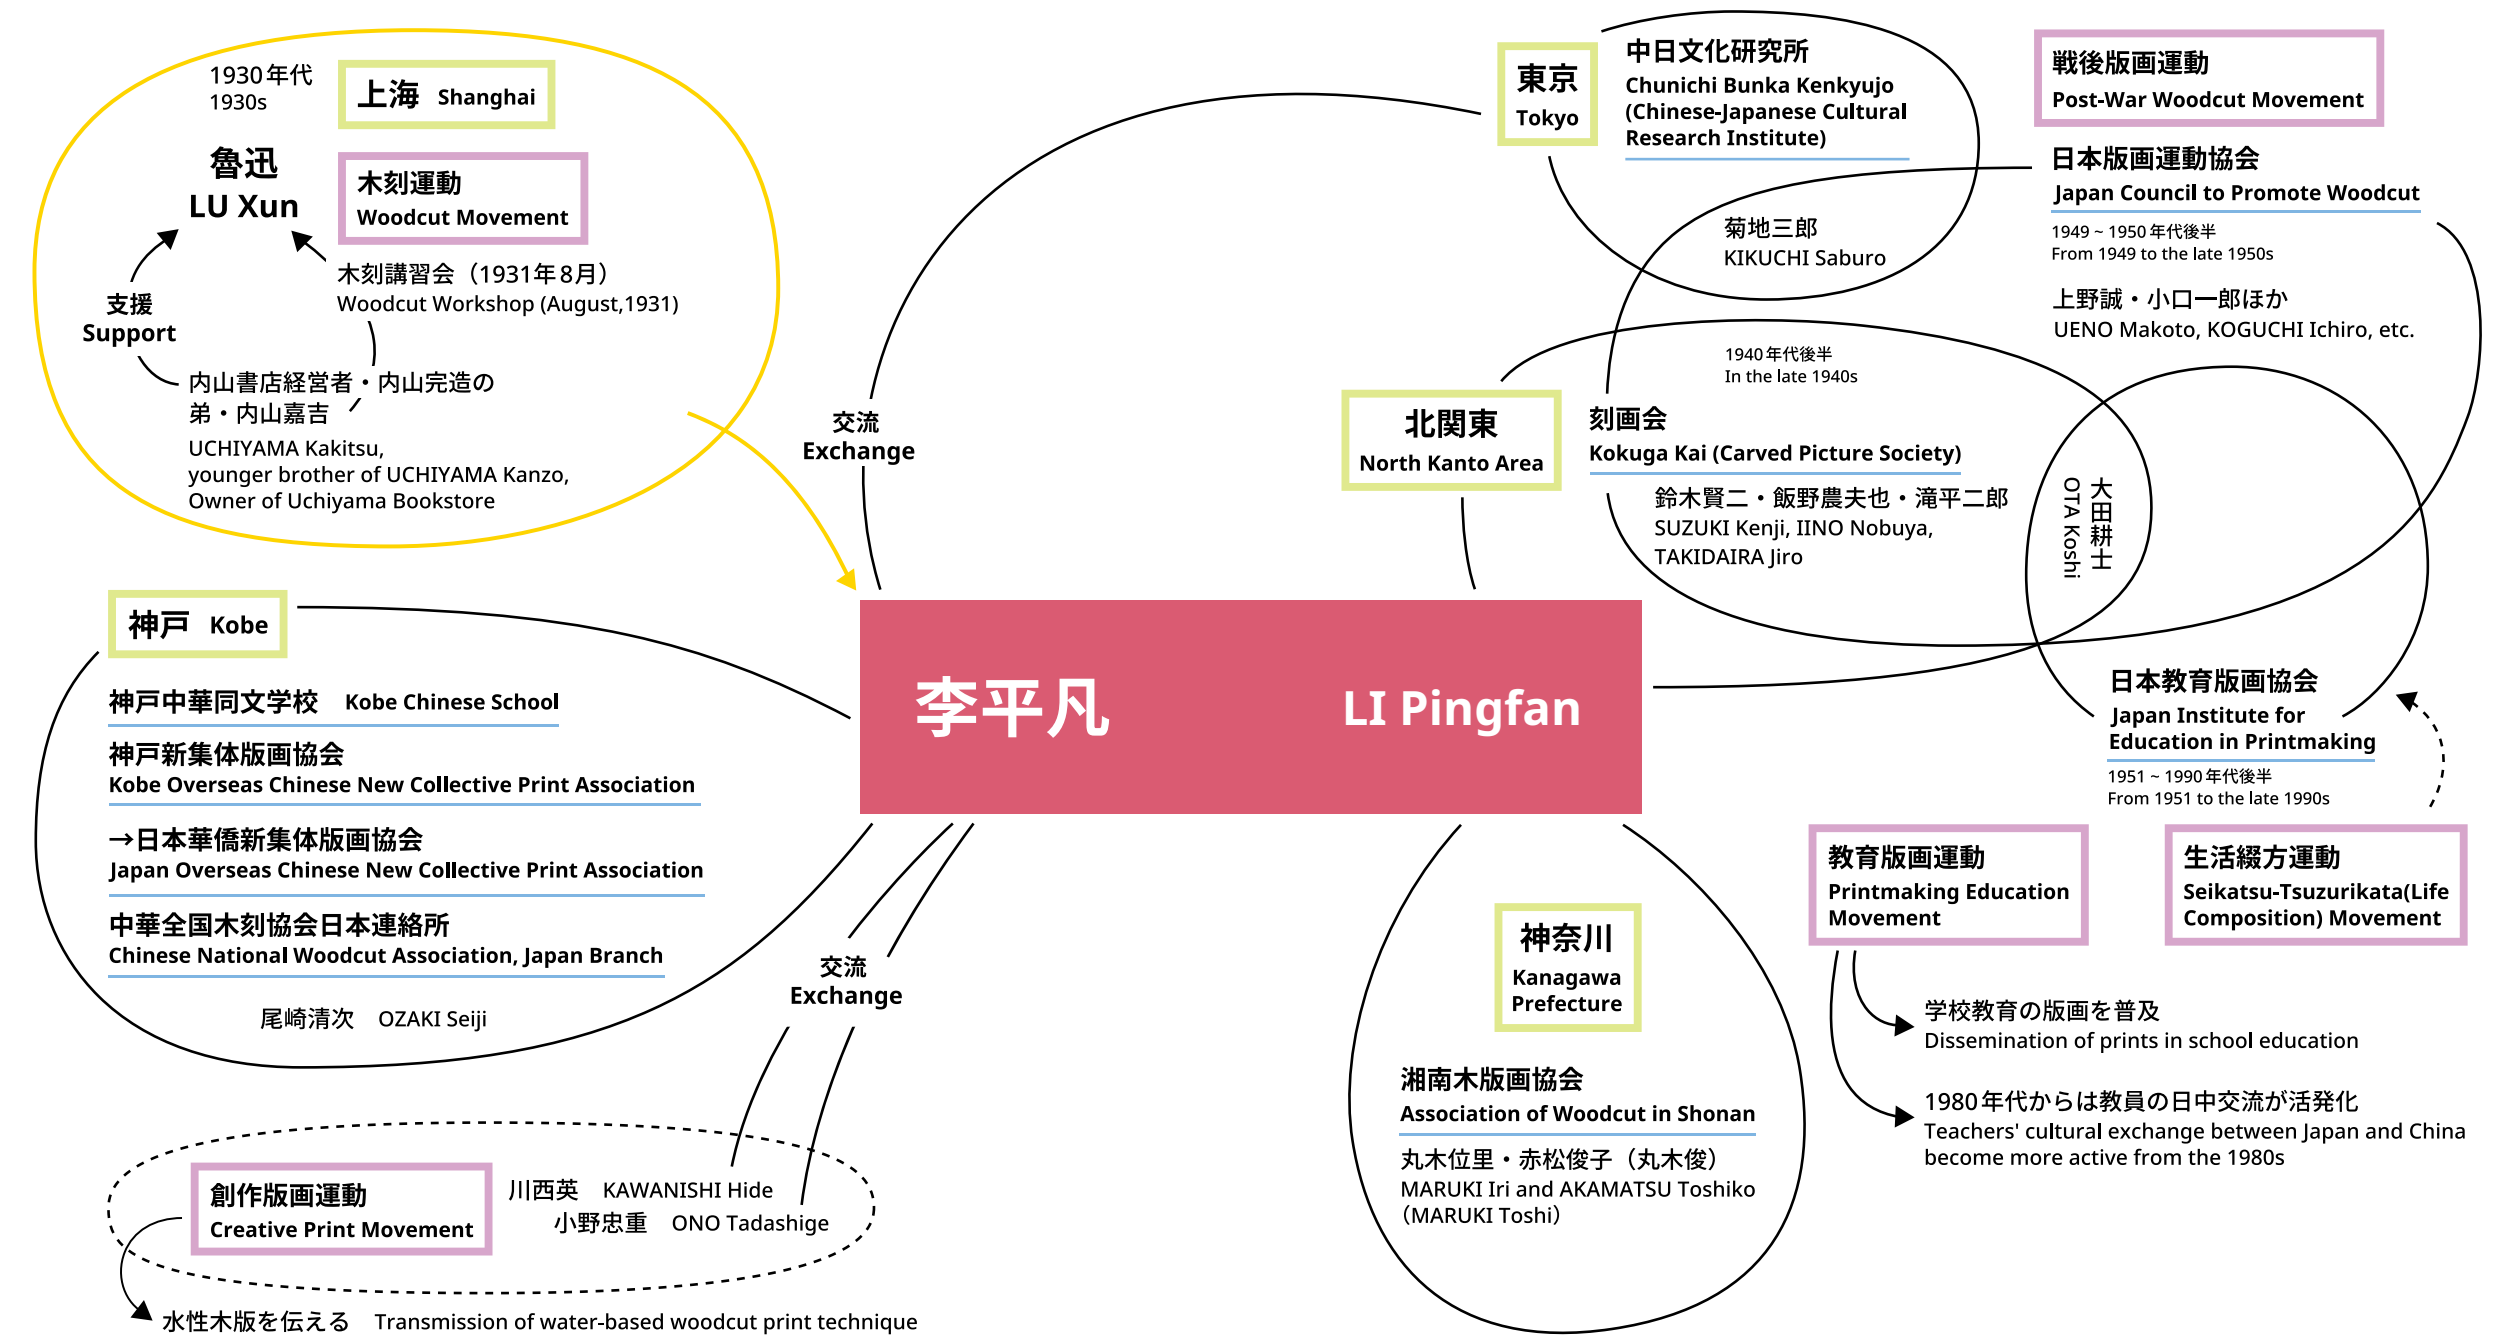 1930年代
1930s
上海 Shanghai
魯迅
LU Xun
木刻運動
Woodcut Movement
木刻講習会（1931年8月）
Woodcut Workshop (August,1931)
支援
Support
内山書店経営者・内山完造の
弟・内山嘉吉
UCHIYAMA Kakitsu,
younger brother of UCHIYAMA Kanzo,
Owner of Uchiyama Bookstore
交流
Exchange
東京
Tokyo
中日文化研究所
Chunichi Bunka Kenkyujo
(Chinese-Japanese Cultural
Research Institute)
菊地三郎
KIKUCHI Saburo
戦後版画運動
Post-War Woodcut Movement
日本版画運動協会
Japan Council to Promote Woodcut
1949 ~ 1950年代後半
From 1949 to the late 1950s
上野誠・小口一郎ほか
UENO Makoto, KOGUCHI Ichiro, etc.
1940年代後半
In the late 1940s
北関東
North Kanto Area
刻画会
Kokuga Kai (Carved Picture Society)
鈴木賢二・飯野農夫也・滝平二郎
SUZUKI Kenji, IINO Nobuya,
TAKIDAIRA Jiro
大田耕士
OTA Koshi
神戸 Kobe
神戸中華同文学校 Kobe Chinese School
神戸新集体版画協会
Kobe Overseas Chinese New Collective Print Association
→日本華僑新集体版画協会
Japan Overseas Chinese New Collective Print Association
中華全国木刻協会日本連絡所
Chinese National Woodcut Association, Japan Branch
尾崎清次 OZAKI Seiji
李平凡 LI Pingfan
日本教育版画協会
Japan Institute for
Education in Printmaking
1951 ~ 1990年代後半
From 1951 to the late 1990s
教育版画運動
Printmaking Education
Movement
生活綴方運動
Seikatsu-Tsuzurikata(Life
Composition) Movement
学校教育の版画を普及
Dissemination of prints in school education
1980年代からは教員の日中交流が活発化
Teachers' cultural exchange between Japan and China
become more active from the 1980s
交流
Exchange
神奈川
Kanagawa
Prefecture
湘南木版画協会
Association of Woodcut in Shonan
丸木位里・赤松俊子（丸木俊）
MARUKI Iri and AKAMATSU Toshiko
（MARUKI Toshi）
創作版画運動
Creative Print Movement
川西英 KAWANISHI Hide
小野忠重 ONO Tadashige
水性木版を伝える Transmission of water-based woodcut print technique